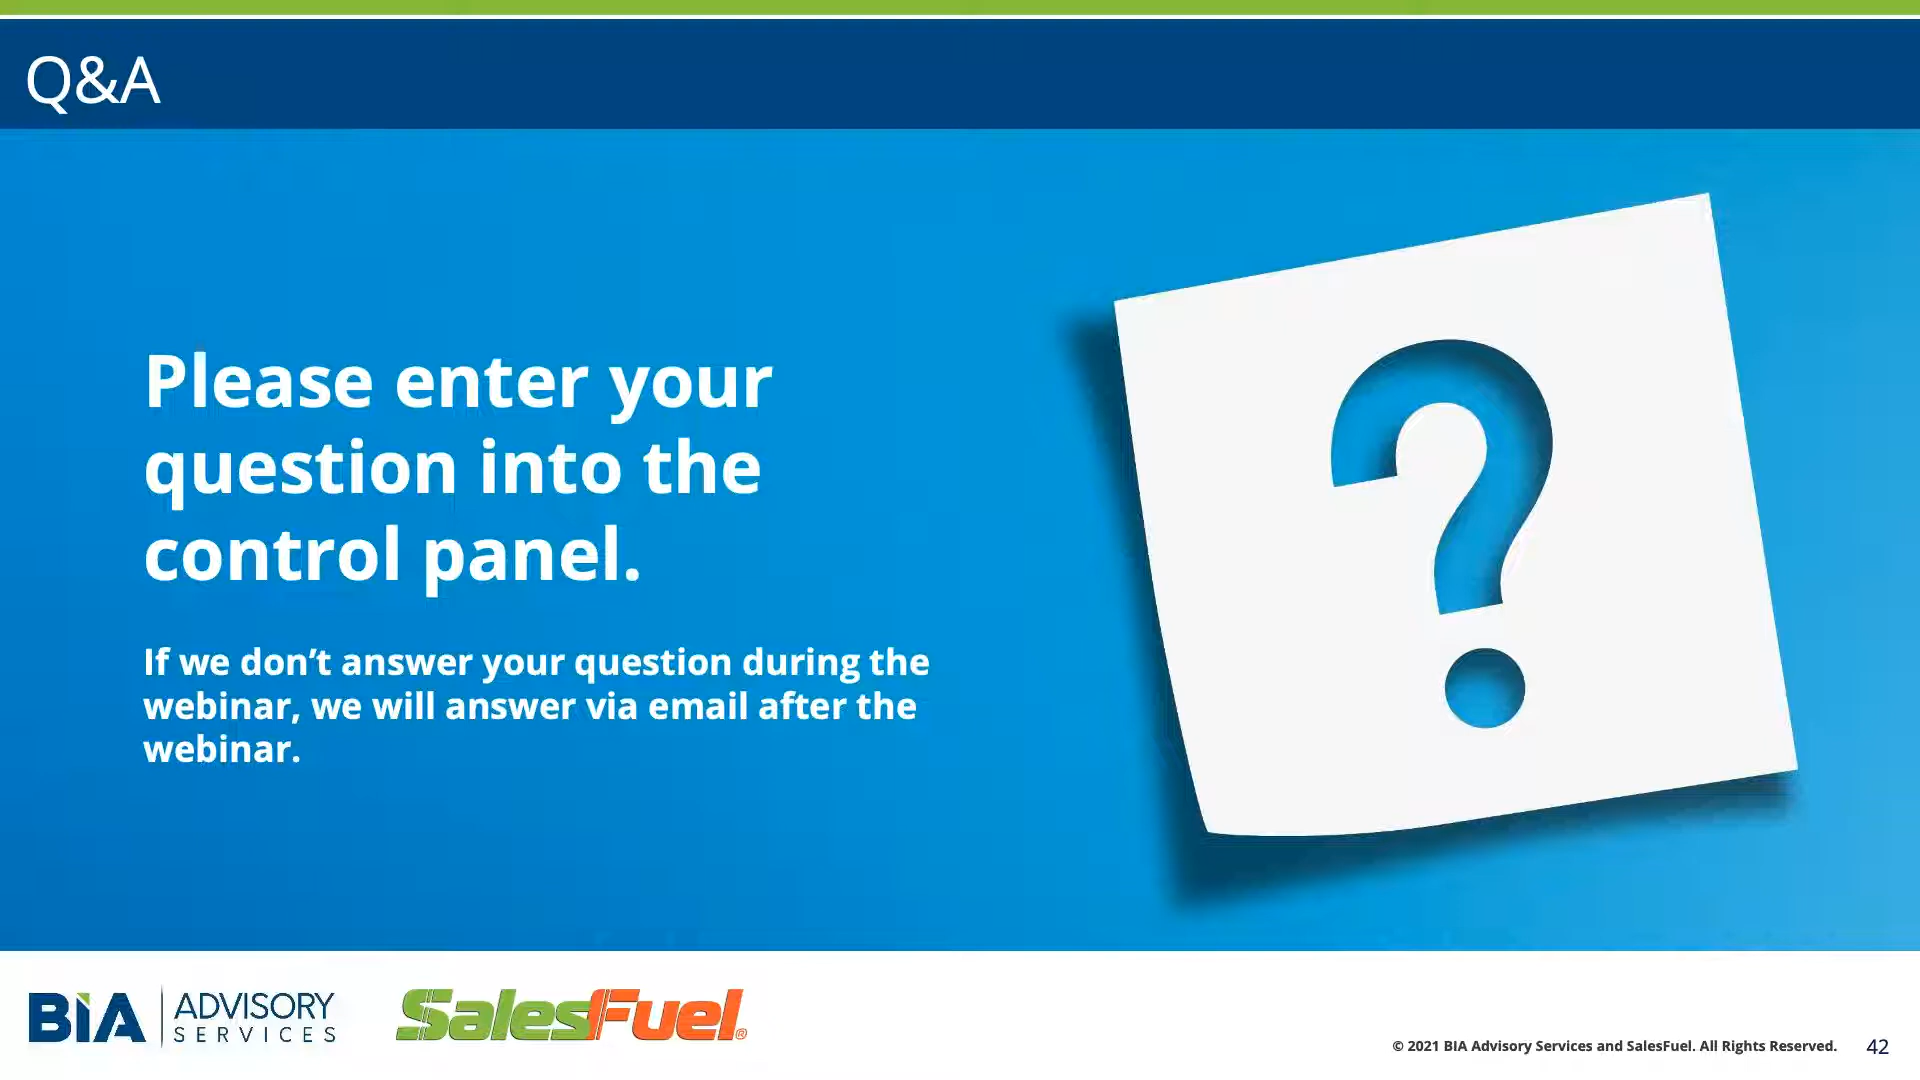 Q&A
Please enter your
question into the
control panel.
If we don’t answer your question during the
webinar, we will answer via email after the
webinar.
?
BIA ADVISORY
SERVICES
SalesFuel®
© 2021 BIA Advisory Services and SalesFuel. All Rights Reserved. 42